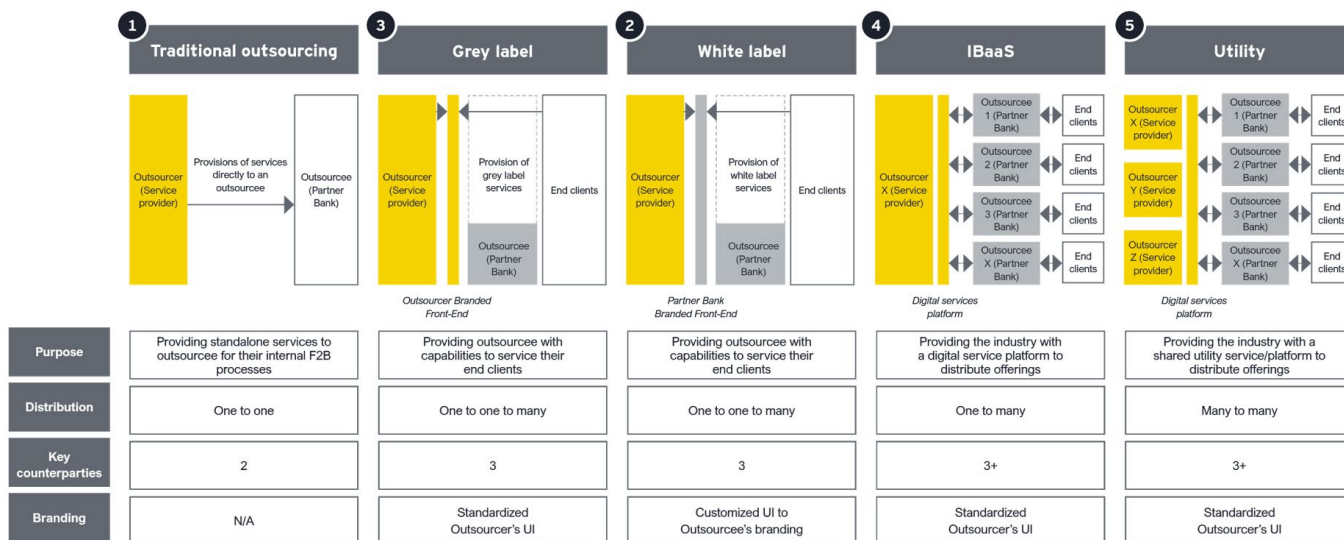 1
Traditional outsourcing
3
Grey label
2
White label
4
IBaaS
5
Utility
Outsourcer
(Service
provider)
Provisions of services
directly to an
outsourcee
Outsourcee
(Partner
Bank)
Outsourcer
(Service
provider)
Provision of
grey label
services
Outsourcee
(Partner
Bank)
End clients
Outsourcer Branded
Front-End
Outsourcer
(Service
provider)
Provision of
white label
services
Outsourcee
(Partner
Bank)
End clients
Partner Bank
Branded Front-End
Outsourcer
X (Service
provider)
Outsourcee
1 (Partner
Bank)
End
clients
Outsourcee
2 (Partner
Bank)
End
clients
Outsourcee
3 (Partner
Bank)
End
clients
Outsourcee
X (Partner
Bank)
End
clients
Digital services
platform
Outsourcer
X (Service
provider)
Outsourcer
Y (Service
provider)
Outsourcer
Z (Service
provider)
Outsourcee
1 (Partner
Bank)
End
clients
Outsourcee
2 (Partner
Bank)
End
clients
Outsourcee
3 (Partner
Bank)
End
clients
Outsourcee
X (Partner
Bank)
End
clients
Digital services
platform
Purpose
Providing standalone services to
outsourcee for their internal F2B
processes
Providing outsourcee with
capabilities to service their
end clients
Providing outsourcee with
capabilities to service their
end clients
Providing the industry with
a digital service platform to
distribute offerings
Providing the industry with a
shared utility service/platform to
distribute offerings
Distribution
One to one
One to one to many
One to one to many
One to many
Many to many
Key
counterparties
2
3
3
3+
3+
Branding
N/A
Standardized
Outsourcer's UI
Customized UI to
Outsourcee's branding
Standardized
Outsourcer's UI
Standardized
Outsourcer's UI